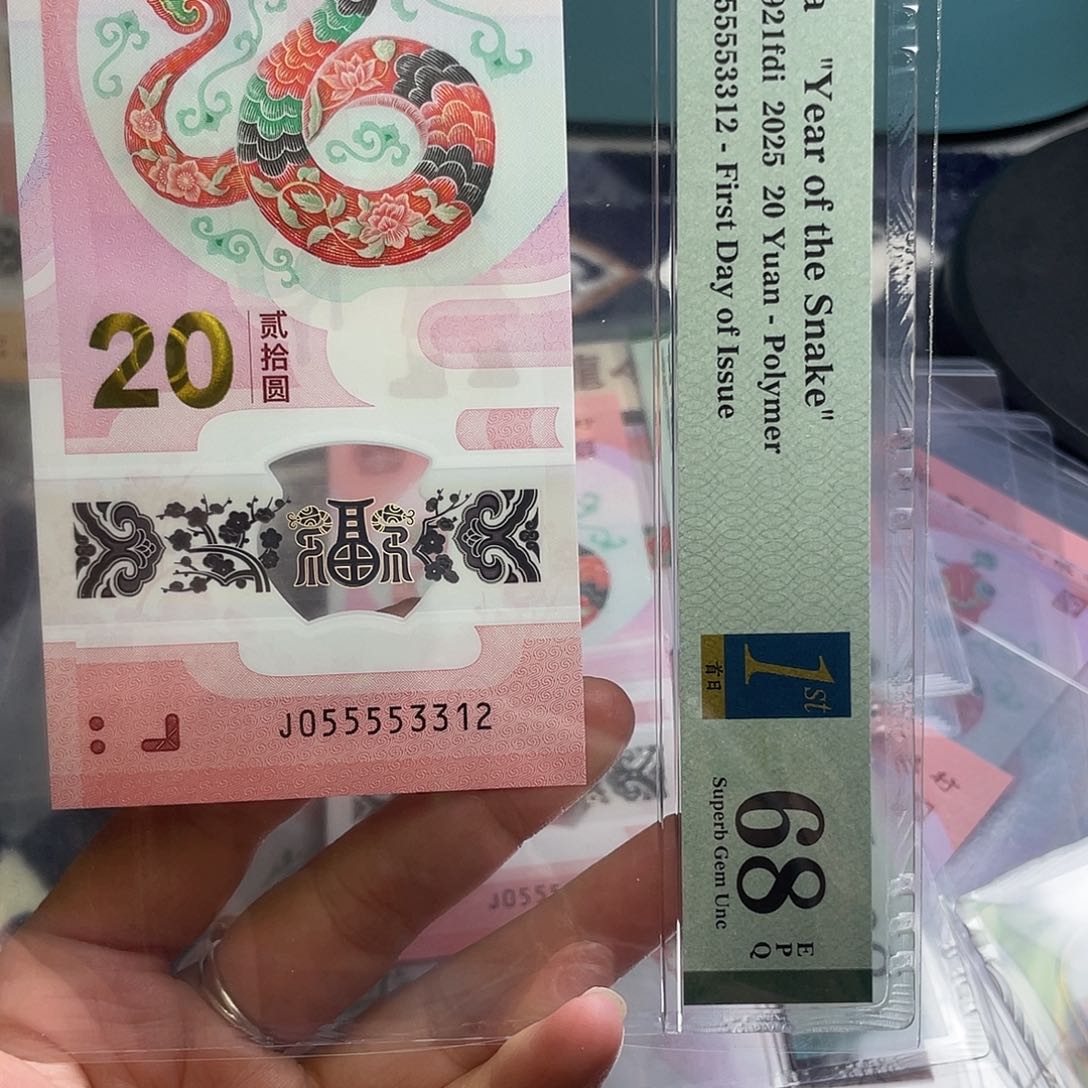 20
贰拾圆
J055553312
a "Year of the Snake"
921fdi 2025 20 Yuan - Polymer
55553312 - First Day of Issue
1st
首日
68
EPQ
Superb Gem Unc
J0555